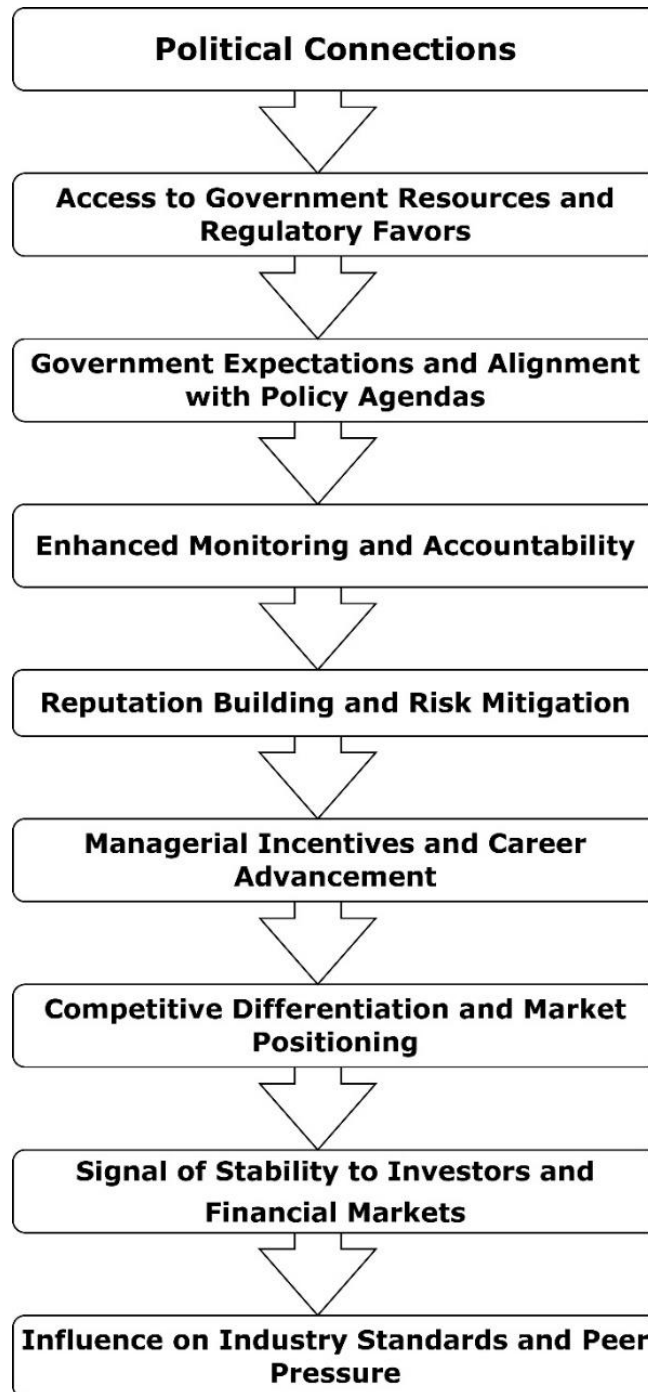 Political Connections
Access to Government Resources and
Regulatory Favors
Government Expectations and Alignment
with Policy Agendas
Enhanced Monitoring and Accountability
Reputation Building and Risk Mitigation
Managerial Incentives and Career
Advancement
Competitive Differentiation and Market
Positioning
Signal of Stability to Investors and
Financial Markets
Influence on Industry Standards and Peer
Pressure